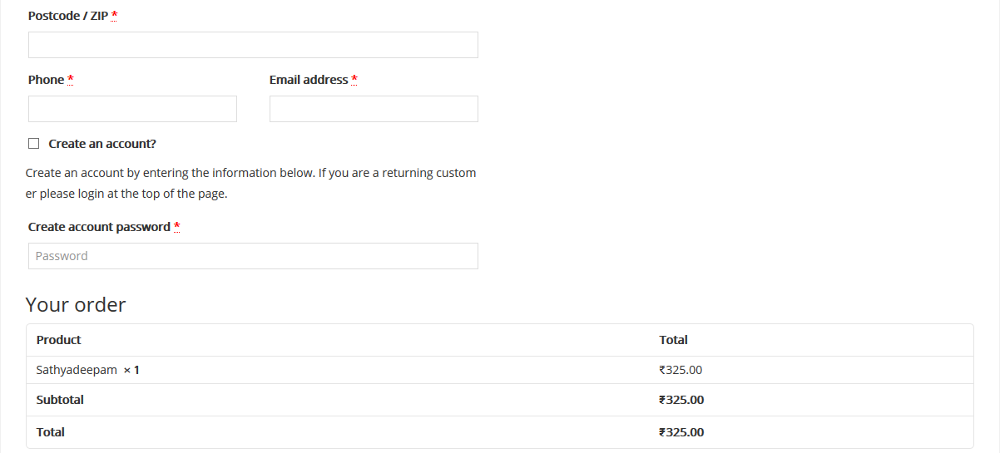 Postcode / ZIP *
Phone * Email address *
Create an account?
Create an account by entering the information below. If you are a returning custom
er please login at the top of the page.
Create account password *
Password
Your order
Product Total
Sathyadeepam × 1 ₹325.00
Subtotal ₹325.00
Total ₹325.00